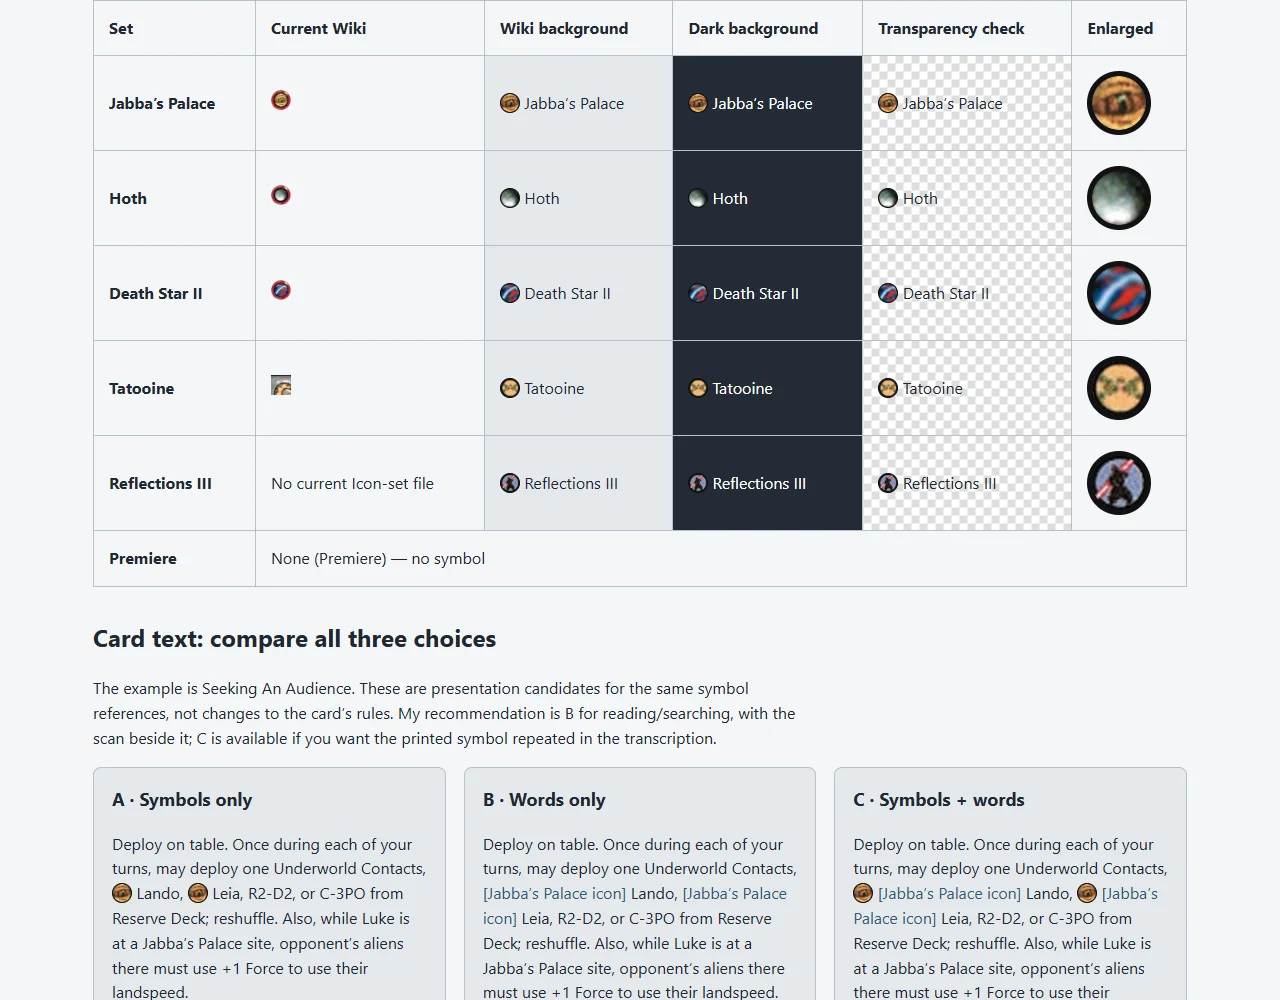 Set Current Wiki Wiki background Dark background Transparency check Enlarged
Jabba’s Palace Jabba’s Palace Jabba’s Palace Jabba’s Palace
Hoth Hoth Hoth Hoth
Death Star II Death Star II Death Star II Death Star II
Tatooine Tatooine Tatooine Tatooine
Reflections III No current Icon-set file Reflections III Reflections III Reflections III
Premiere None (Premiere) — no symbol
Card text: compare all three choices
The example is Seeking An Audience. These are presentation candidates for the same symbol
references, not changes to the card’s rules. My recommendation is B for reading/searching, with the
scan beside it; C is available if you want the printed symbol repeated in the transcription.
A · Symbols only
Deploy on table. Once during each of your
turns, may deploy one Underworld Contacts,
Lando, Leia, R2-D2, or C-3PO from
Reserve Deck; reshuffle. Also, while Luke is
at a Jabba’s Palace site, opponent’s aliens
there must use +1 Force to use their
landspeed.
B · Words only
Deploy on table. Once during each of your
turns, may deploy one Underworld Contacts,
[Jabba’s Palace icon] Lando, [Jabba’s Palace
icon] Leia, R2-D2, or C-3PO from Reserve
Deck; reshuffle. Also, while Luke is at a
Jabba’s Palace site, opponent’s aliens there
must use +1 Force to use their landspeed.
C · Symbols + words
Deploy on table. Once during each of your
turns, may deploy one Underworld Contacts,
[Jabba’s Palace icon] Lando, [Jabba’s
Palace icon] Leia, R2-D2, or C-3PO from
Reserve Deck; reshuffle. Also, while Luke is
at a Jabba’s Palace site, opponent’s aliens
there must use +1 Force to use their